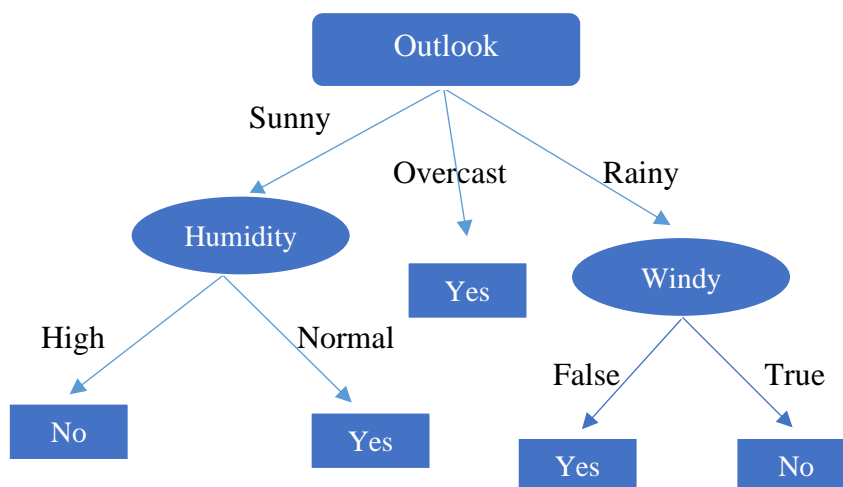 Outlook
Sunny
Overcast
Rainy
Humidity
Yes
Windy
High
Normal
False
True
No
Yes
Yes
No